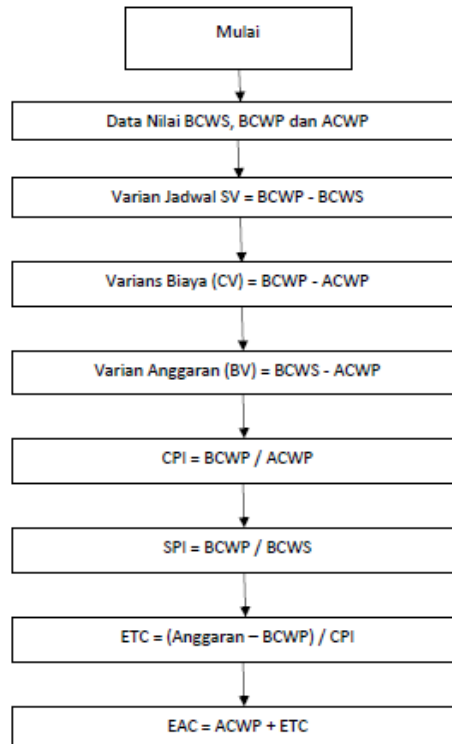 Mulai
Data Nilai BCWS, BCWP dan ACWP
Varian Jadwal SV = BCWP - BCWS
Varians Biaya (CV) = BCWP - ACWP
Varian Anggaran (BV) = BCWS - ACWP
CPI = BCWP / ACWP
SPI = BCWP / BCWS
ETC = (Anggaran – BCWP) / CPI
EAC = ACWP + ETC